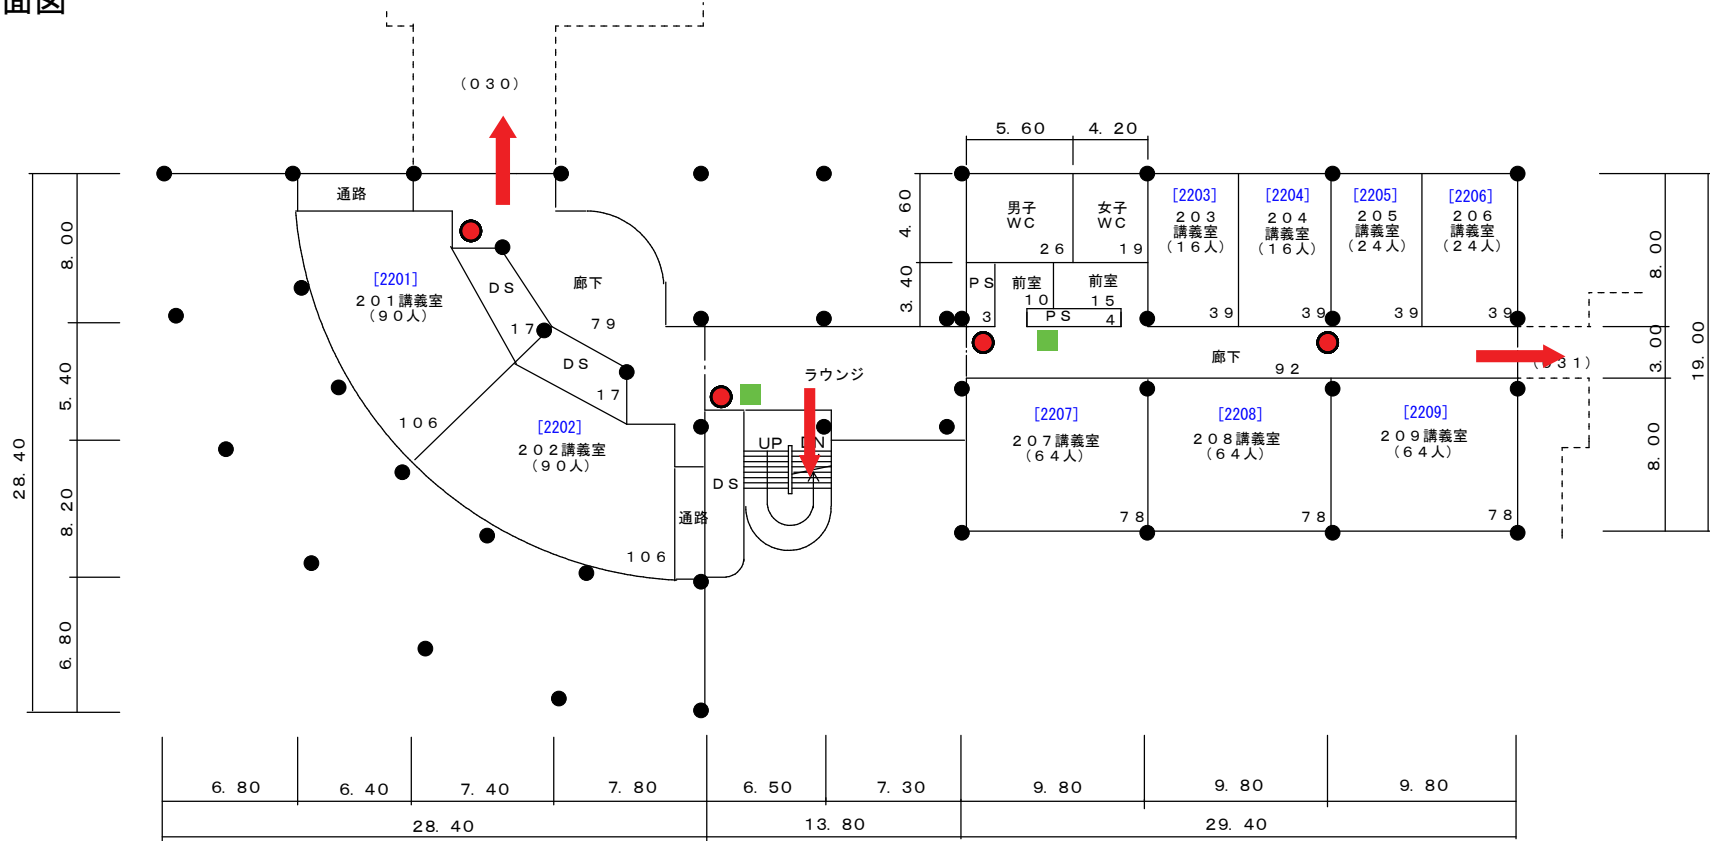 面図
（０３０）
5. 60
4. 20
通路
男子
WC
26
女子
WC
19
[2203]
２０３
講義室
（１６人）
39
[2204]
２０４
講義室
（１６人）
39
[2205]
２０５
講義室
（２４人）
39
[2206]
２０６
講義室
（２４人）
39
4. 60
3. 40
8. 00
5. 40
8. 20
6. 80
28. 40
8. 00
3. 00
8. 00
19. 00
[2201]
２０１講義室
（９０人）
106
DS
17
廊下
79
DS
17
PS
3
前室
10
前室
15
PS
4
廊下
92
ラウンジ
[2202]
２０２講義室
（９０人）
106
通路
DS
UP
DN
[2207]
２０７講義室
（６４人）
78
[2208]
２０８講義室
（６４人）
78
[2209]
２０９講義室
（６４人）
78
6. 80
6. 40
7. 40
7. 80
6. 50
7. 30
9. 80
9. 80
9. 80
28. 40
13. 80
29. 40